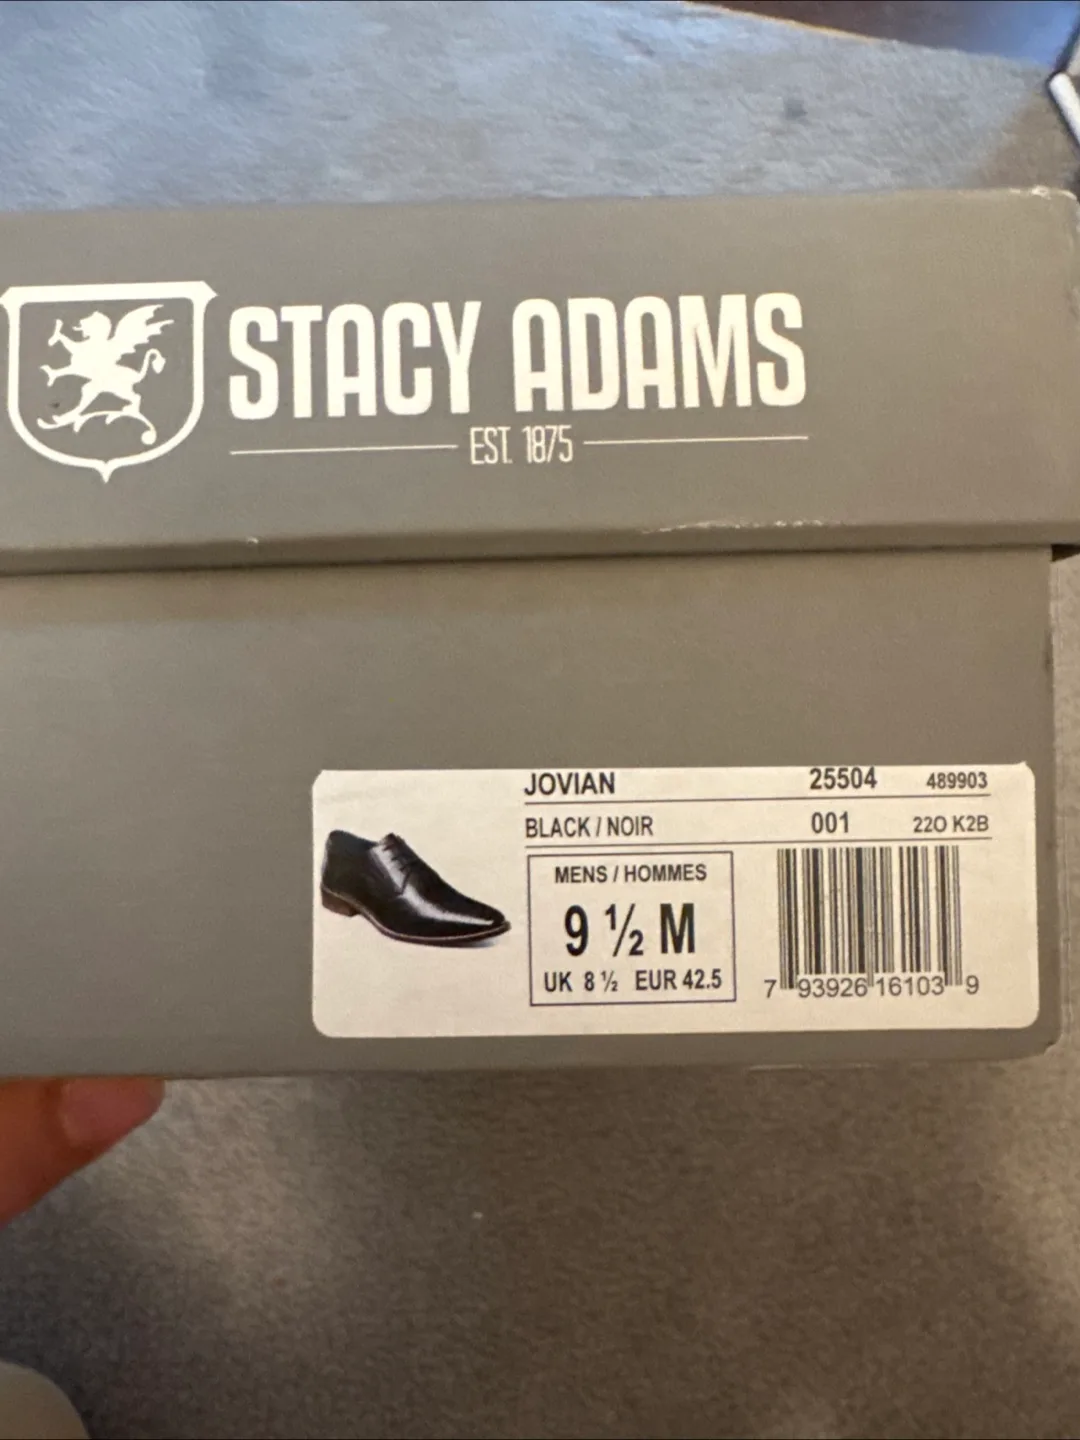 STACY ADAMS
EST. 1875
JOVIAN 25504 489903
BLACK / NOIR 001 22O K2B
MENS / HOMMES
9 ½ M
UK 8 ½ EUR 42.5
7 93926 16103 9